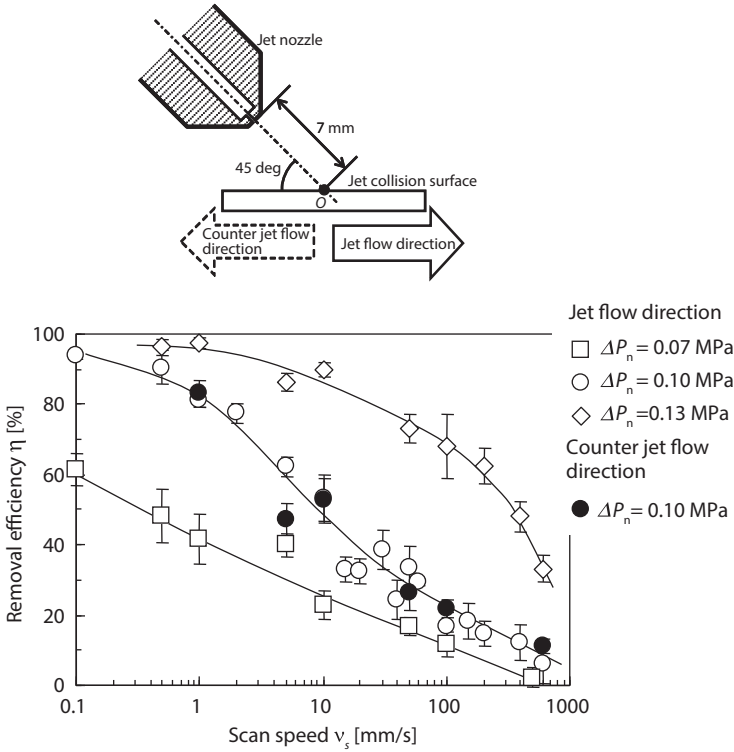 Jet nozzle
7 mm
45 deg
Jet collision surface
O
Counter jet flow
direction
Jet flow direction
Jet flow direction
ΔPn = 0.07 MPa
ΔPn = 0.10 MPa
ΔPn = 0.13 MPa
Counter jet flow
direction
ΔPn = 0.10 MPa
Removal efficiency η [%]
100
80
60
40
20
0
0.1
1
10
100
1000
Scan speed νs [mm/s]